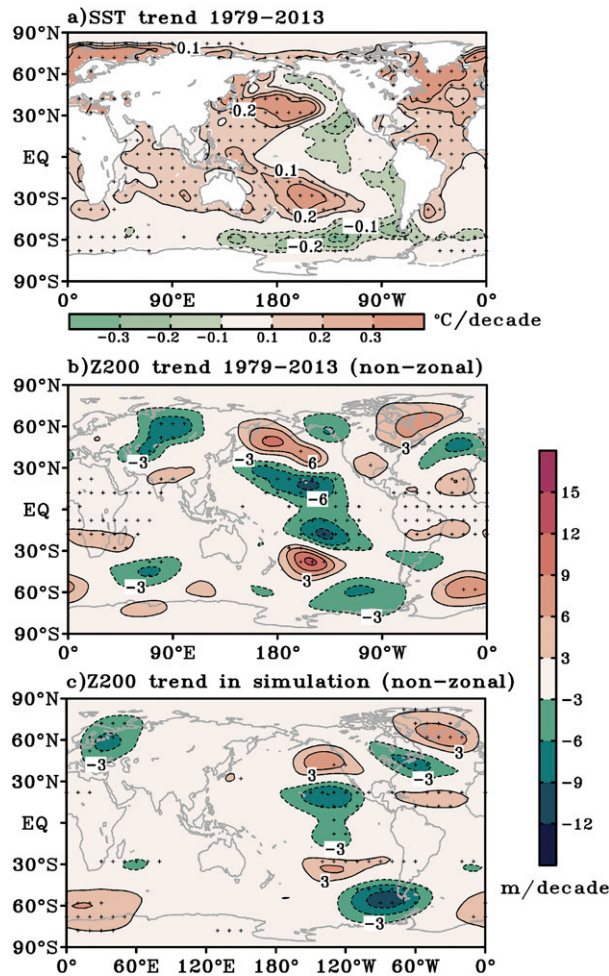 a)SST trend 1979-2013
90°N
60°N
30°N
EQ
30°S
60°S
90°S
0.1
0.2
0.1
0.2
-0.1
-0.2
0° 90°E 180° 90°W 0°
-0.3 -0.2 -0.1 0.1 0.2 0.3 °C/decade
b)Z200 trend 1979-2013 (non-zonal)
90°N
60°N
30°N
EQ
30°S
60°S
90°S
3
-3
-3
6
-6
3
-3
-3
0° 90°E 180° 90°W 0°
c)Z200 trend in simulation (non-zonal)
90°N
60°N
30°N
EQ
30°S
60°S
90°S
3
-3
3
-3
3
-3
3
0° 60°E 120°E 180° 120°W 60°W 0°
15
12
9
6
3
-3
-6
-9
-12
m/decade